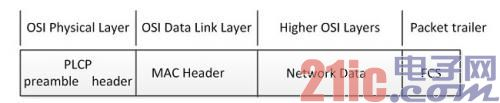 OSI Physical Layer OSI Data Link Layer Higher OSI Layers Packet trailer
PLCP MAC Header Network Data FCS
preamble header
21ic.com 电子网